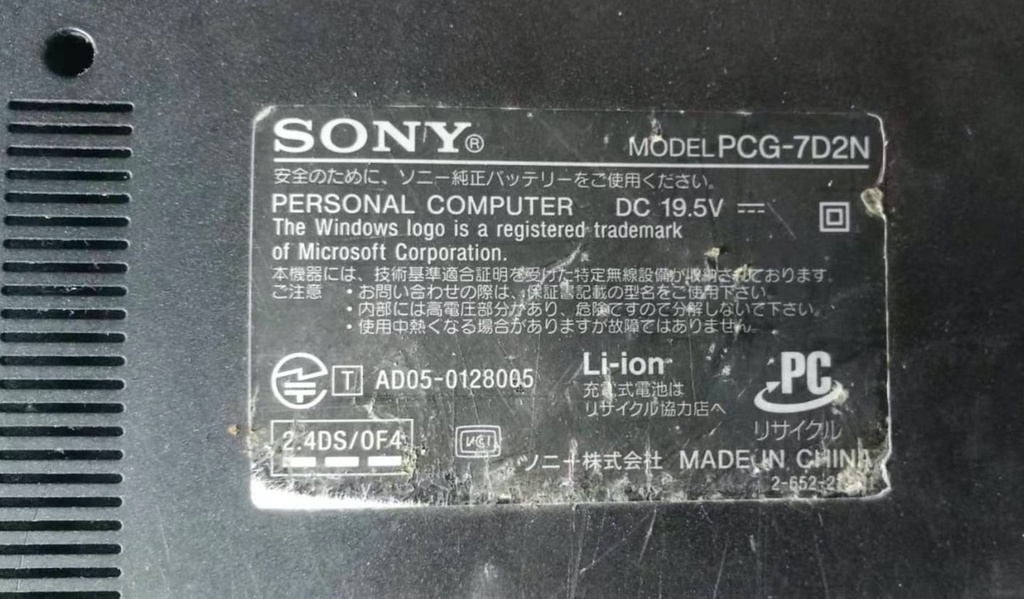 SONY® MODEL PCG-7D2N
安全のために、ソニー純正バッテリーをご使用ください。
PERSONAL COMPUTER DC 19.5V
The Windows logo is a registered trademark
of Microsoft Corporation.
本機器には、技術基準適合証明を受けた特定無線設備が収納されております。
ご注意 ・お問い合わせの際は、保証書記載の型名をご使用下さい。
・内部には高電圧部分があり、危険ですので分解しないで下さい。
・使用中熱くなる場合がありますが故障ではありません。
T AD05-0128005
Li-ion
充電式電池は
リサイクル協力店へ
PC
リサイクル
2.4DS/OF4
VCI
ソニー株式会社 MADE IN CHINA